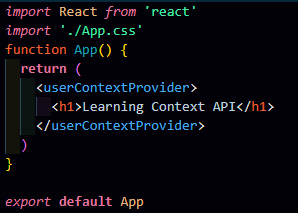 import React from 'react'
import './App.css'
function App() {
  return (
    <userContextProvider>
      <h1>Learning Context API</h1>
    </userContextProvider>
  )
}

export default App